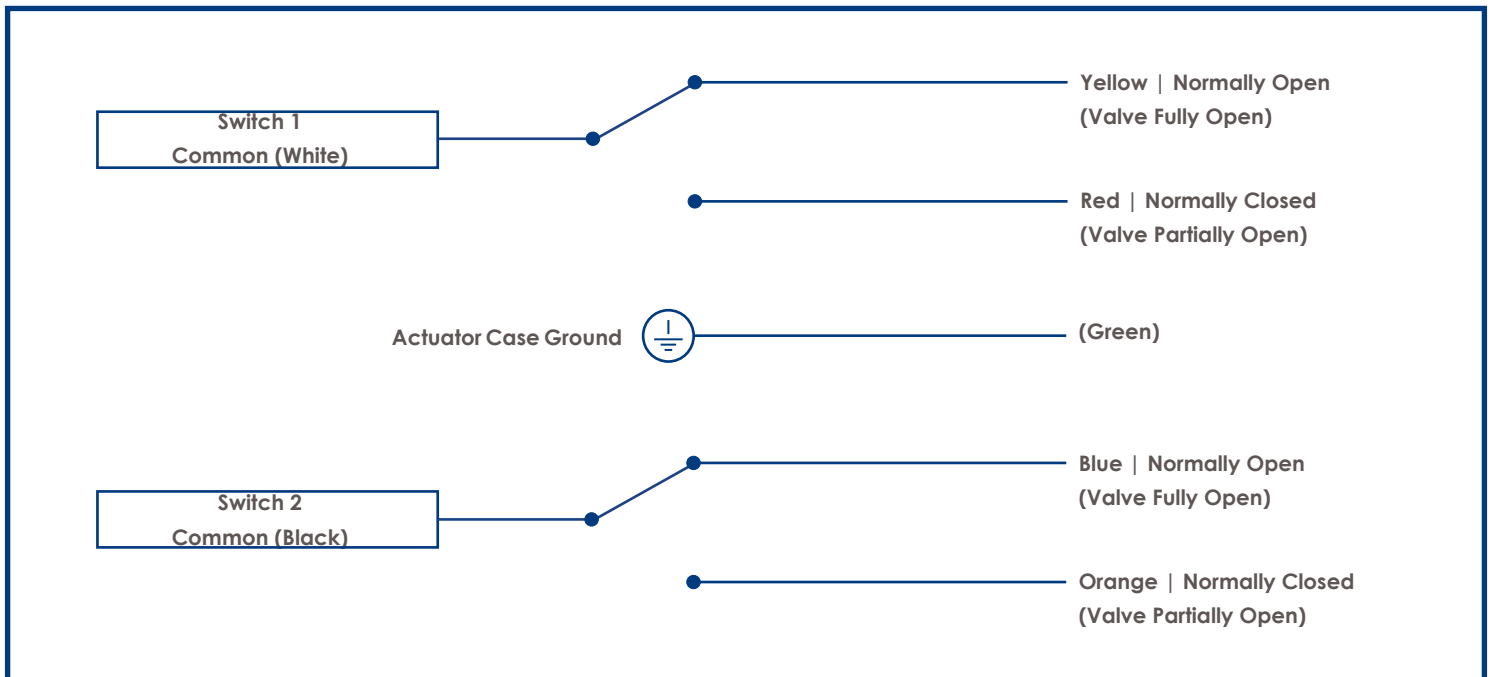 Yellow | Normally Open
(Valve Fully Open)
Switch 1
Common (White)
Red | Normally Closed
(Valve Partially Open)
Actuator Case Ground
(Green)
Blue | Normally Open
(Valve Fully Open)
Switch 2
Common (Black)
Orange | Normally Closed
(Valve Partially Open)